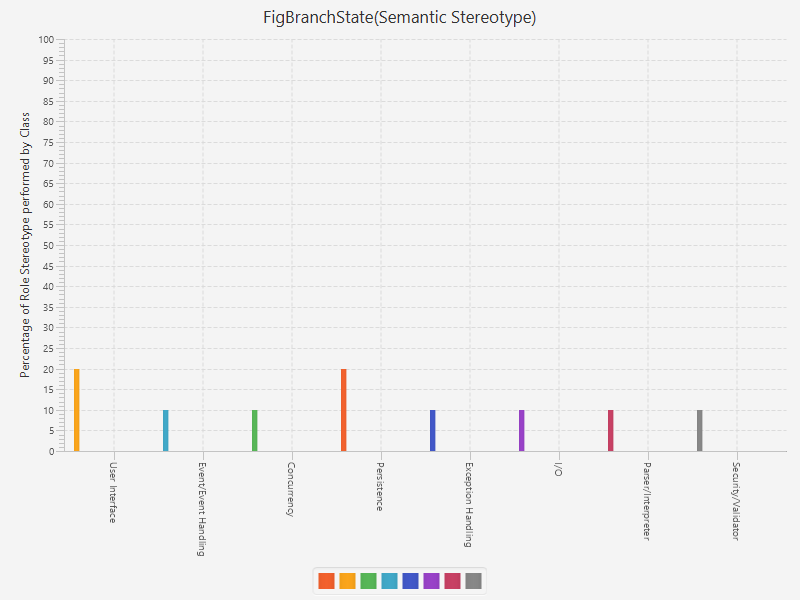 FigBranchState(Semantic Stereotype)
Percentage of Role Stereotype performed by Class
100
95
90
85
80
75
70
65
60
55
50
45
40
35
30
25
20
15
10
5
0
User Interface
Event/Event Handling
Concurrency
Persistence
Exception Handling
I/O
Parser/Interpreter
Security/Validator